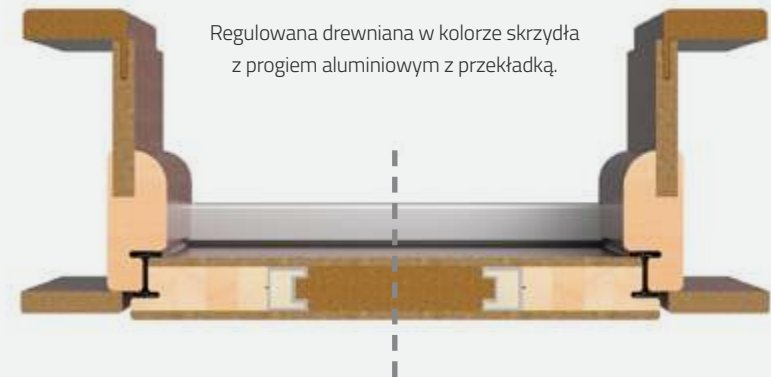 Regulowana drewniana w kolorze skrzydła
z progiem aluminiowym z przekładką.